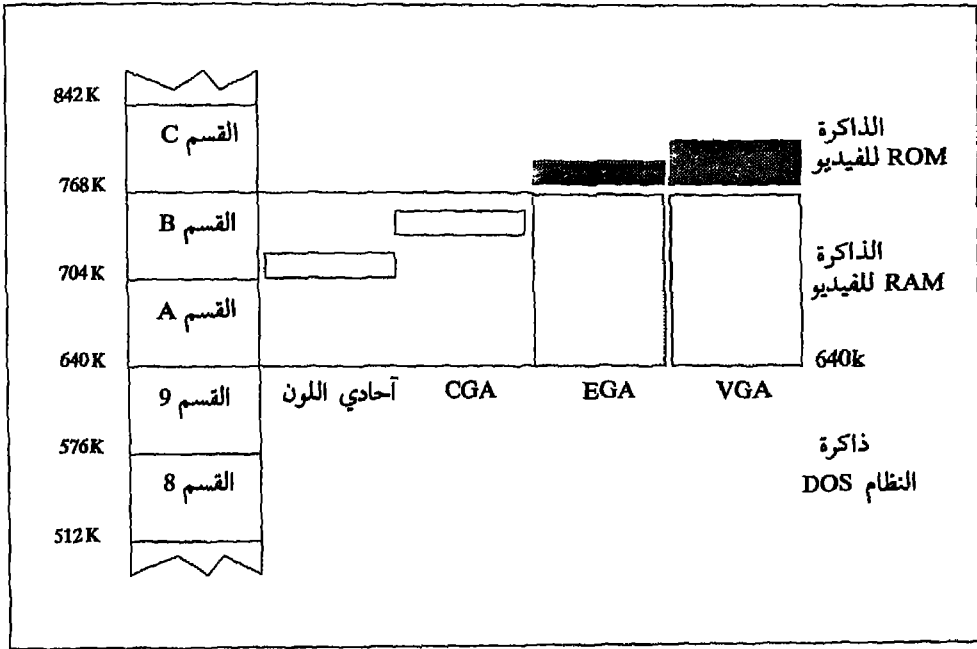 842K
القسم C
الذاكرة
ROM للفيديو
768K
القسم B
704K
الذاكرة
RAM للفيديو
القسم A
640K
640k
القسم 9
آحادي اللون
CGA
EGA
VGA
576K
ذاكرة
القسم 8
النظام DOS
512K